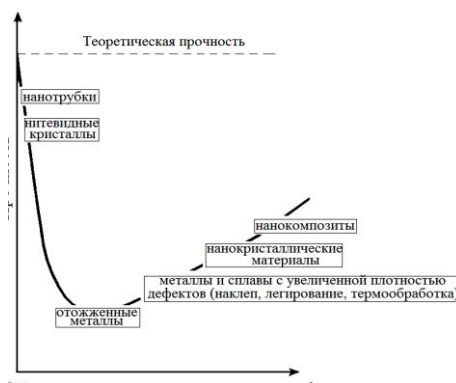 Теоретическая прочность
нанотрубки
нитевидные
кристаллы
нанокомпозиты
нанокристаллические
материалы
металлы и сплавы с увеличенной плотностью
дефектов (наклеп, легирование, термообработка)
отожженные
металлы